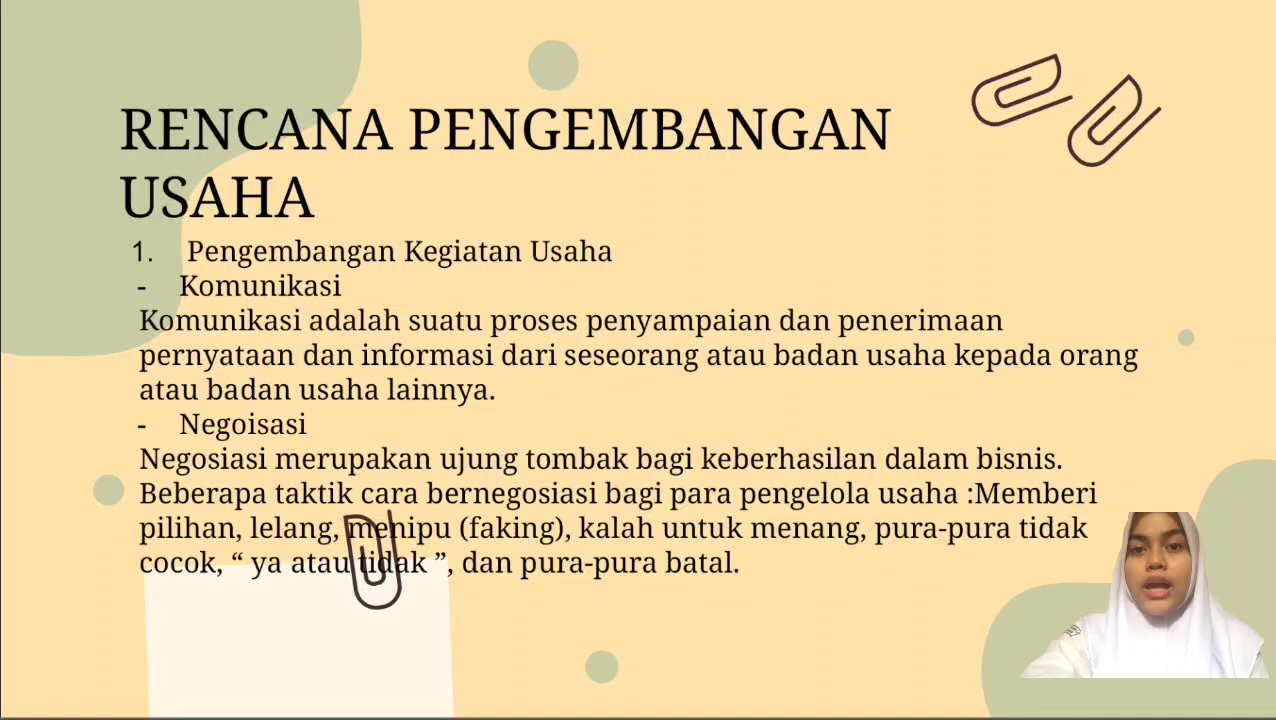 RENCANA PENGEMBANGAN
USAHA
1. Pengembangan Kegiatan Usaha
- Komunikasi
Komunikasi adalah suatu proses penyampaian dan penerimaan
pernyataan dan informasi dari seseorang atau badan usaha kepada orang
atau badan usaha lainnya.
- Negoisasi
Negosiasi merupakan ujung tombak bagi keberhasilan dalam bisnis.
Beberapa taktik cara bernegosiasi bagi para pengelola usaha :Memberi
pilihan, lelang, menipu (faking), kalah untuk menang, pura-pura tidak
cocok, “ ya atau tidak ”, dan pura-pura batal.